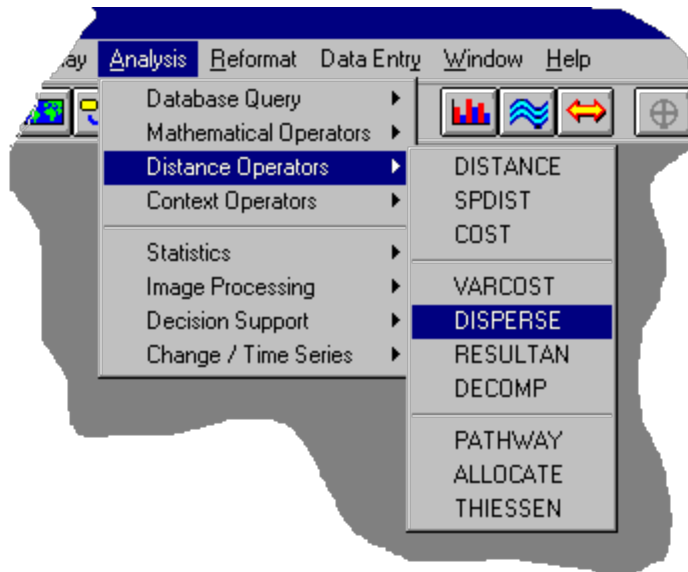 Analysis Reformat Data Entry Window Help
Database Query
Mathematical Operators
Distance Operators
Context Operators
Statistics
Image Processing
Decision Support
Change / Time Series
DISTANCE
SPDIST
COST
VARCOST
DISPERSE
RESULTAN
DECOMP
PATHWAY
ALLOCATE
THIESSEN